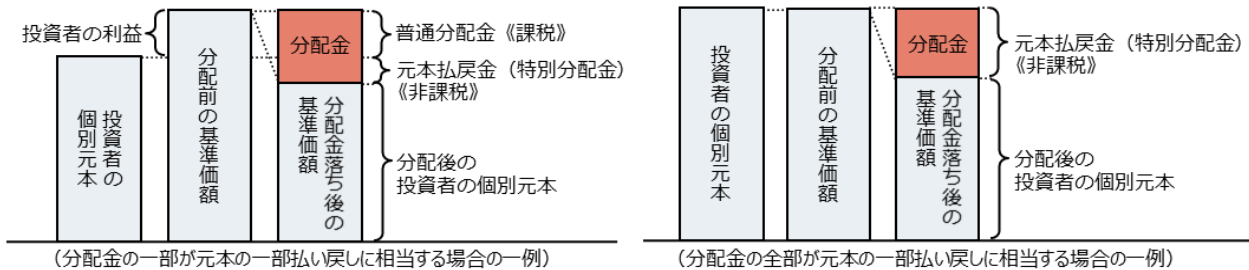 投資者の利益
投資者の
個別元本
分配前の基準価額
分配金
分配金落ち後の
基準価額
普通分配金《課税》
元本払戻金（特別分配金）
《非課税》
分配後の
投資者の個別元本
（分配金の一部が元本の一部払い戻しに相当する場合の一例）
投資者の個別元本
分配前の基準価額
分配金
分配金落ち後の
基準価額
元本払戻金（特別分配金）
《非課税》
分配後の
投資者の個別元本
（分配金の全部が元本の一部払い戻しに相当する場合の一例）